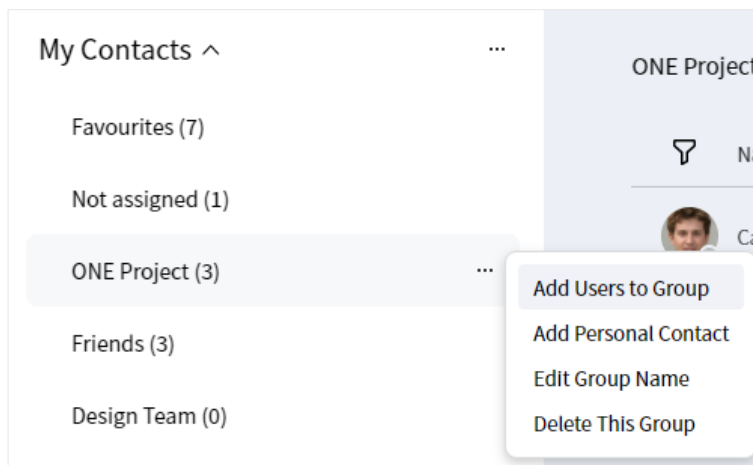 My Contacts
Favourites (7)
Not assigned (1)
ONE Project (3)
Friends (3)
Design Team (0)
ONE Project
Add Users to Group
Add Personal Contact
Edit Group Name
Delete This Group